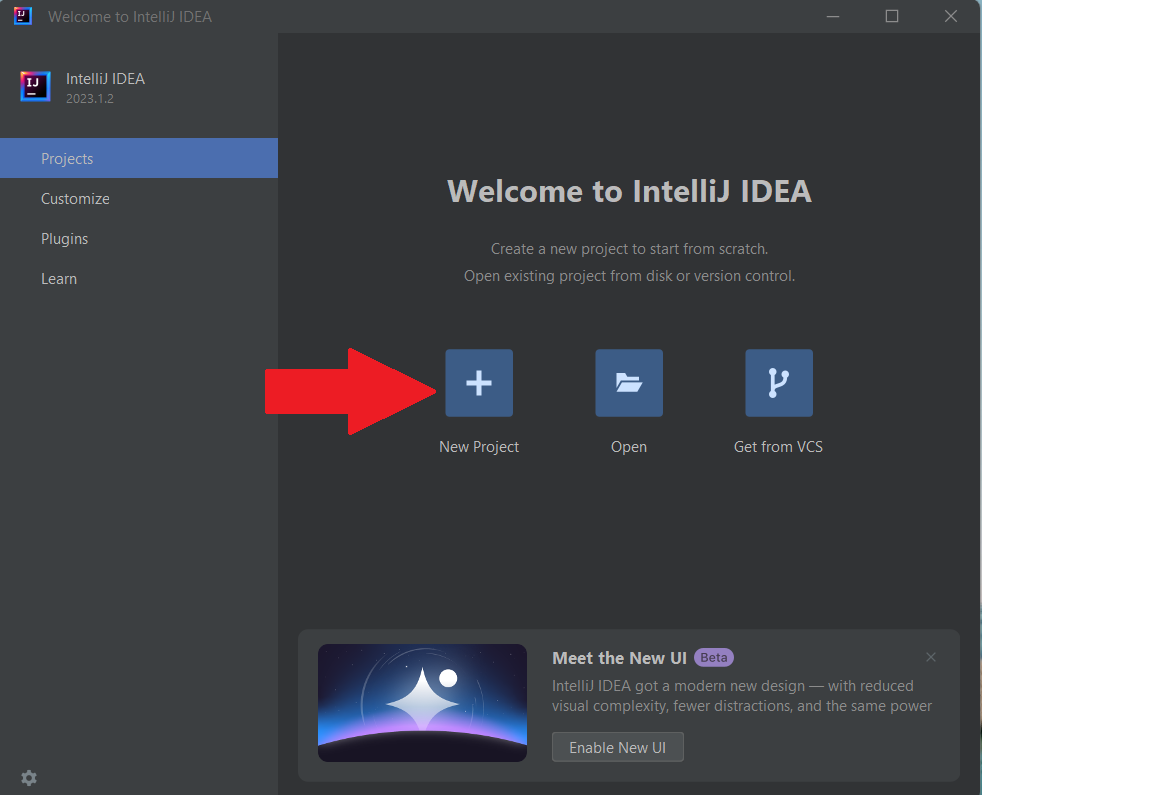 Welcome to IntelliJ IDEA
IntelliJ IDEA
2023.1.2
Projects
Customize
Plugins
Learn
Welcome to IntelliJ IDEA
Create a new project to start from scratch.
Open existing project from disk or version control.
New Project
Open
Get from VCS
Meet the New UI Beta
IntelliJ IDEA got a modern new design — with reduced
visual complexity, fewer distractions, and the same power
Enable New UI